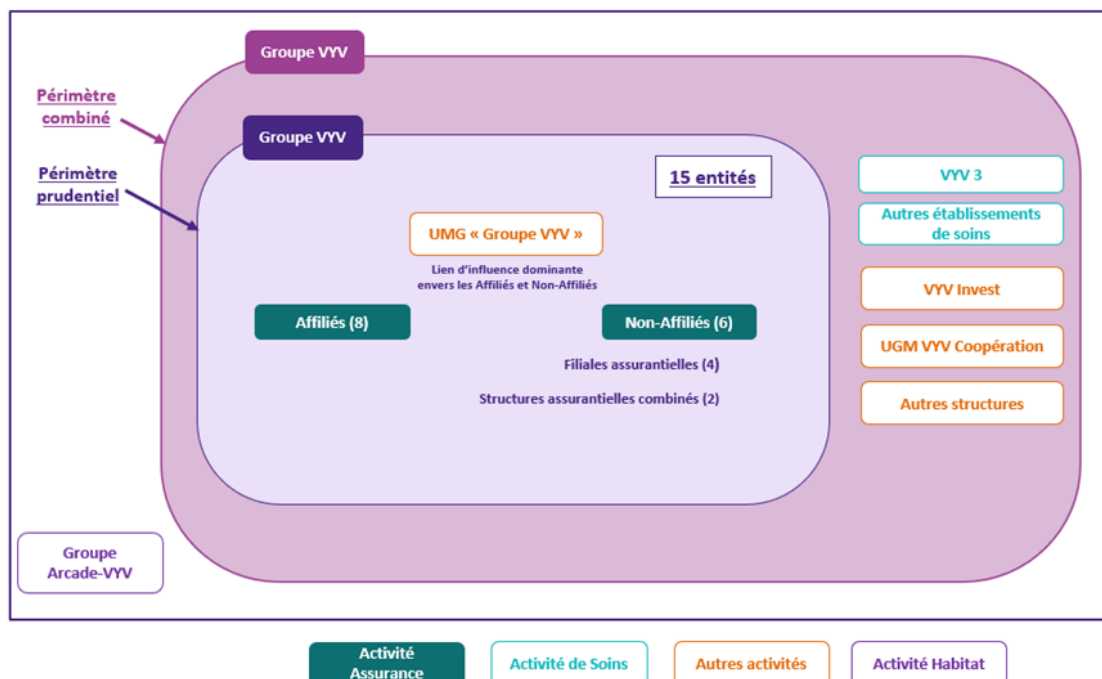 Groupe VYV
Périmètre
combiné
Groupe VYV
Périmètre
prudentiel
15 entités
UMG « Groupe VYV »
Lien d'influence dominante
envers les Affiliés et Non-Affiliés
Affiliés (8)
Non-Affiliés (6)
Filiales assurantielles (4)
Structures assurantielles combinés (2)
VYV 3
Autres établissements
de soins
VYV Invest
UGM VYV Coopération
Autres structures
Groupe
Arcade-VYV
Activité
Assurance
Activité de Soins
Autres activités
Activité Habitat